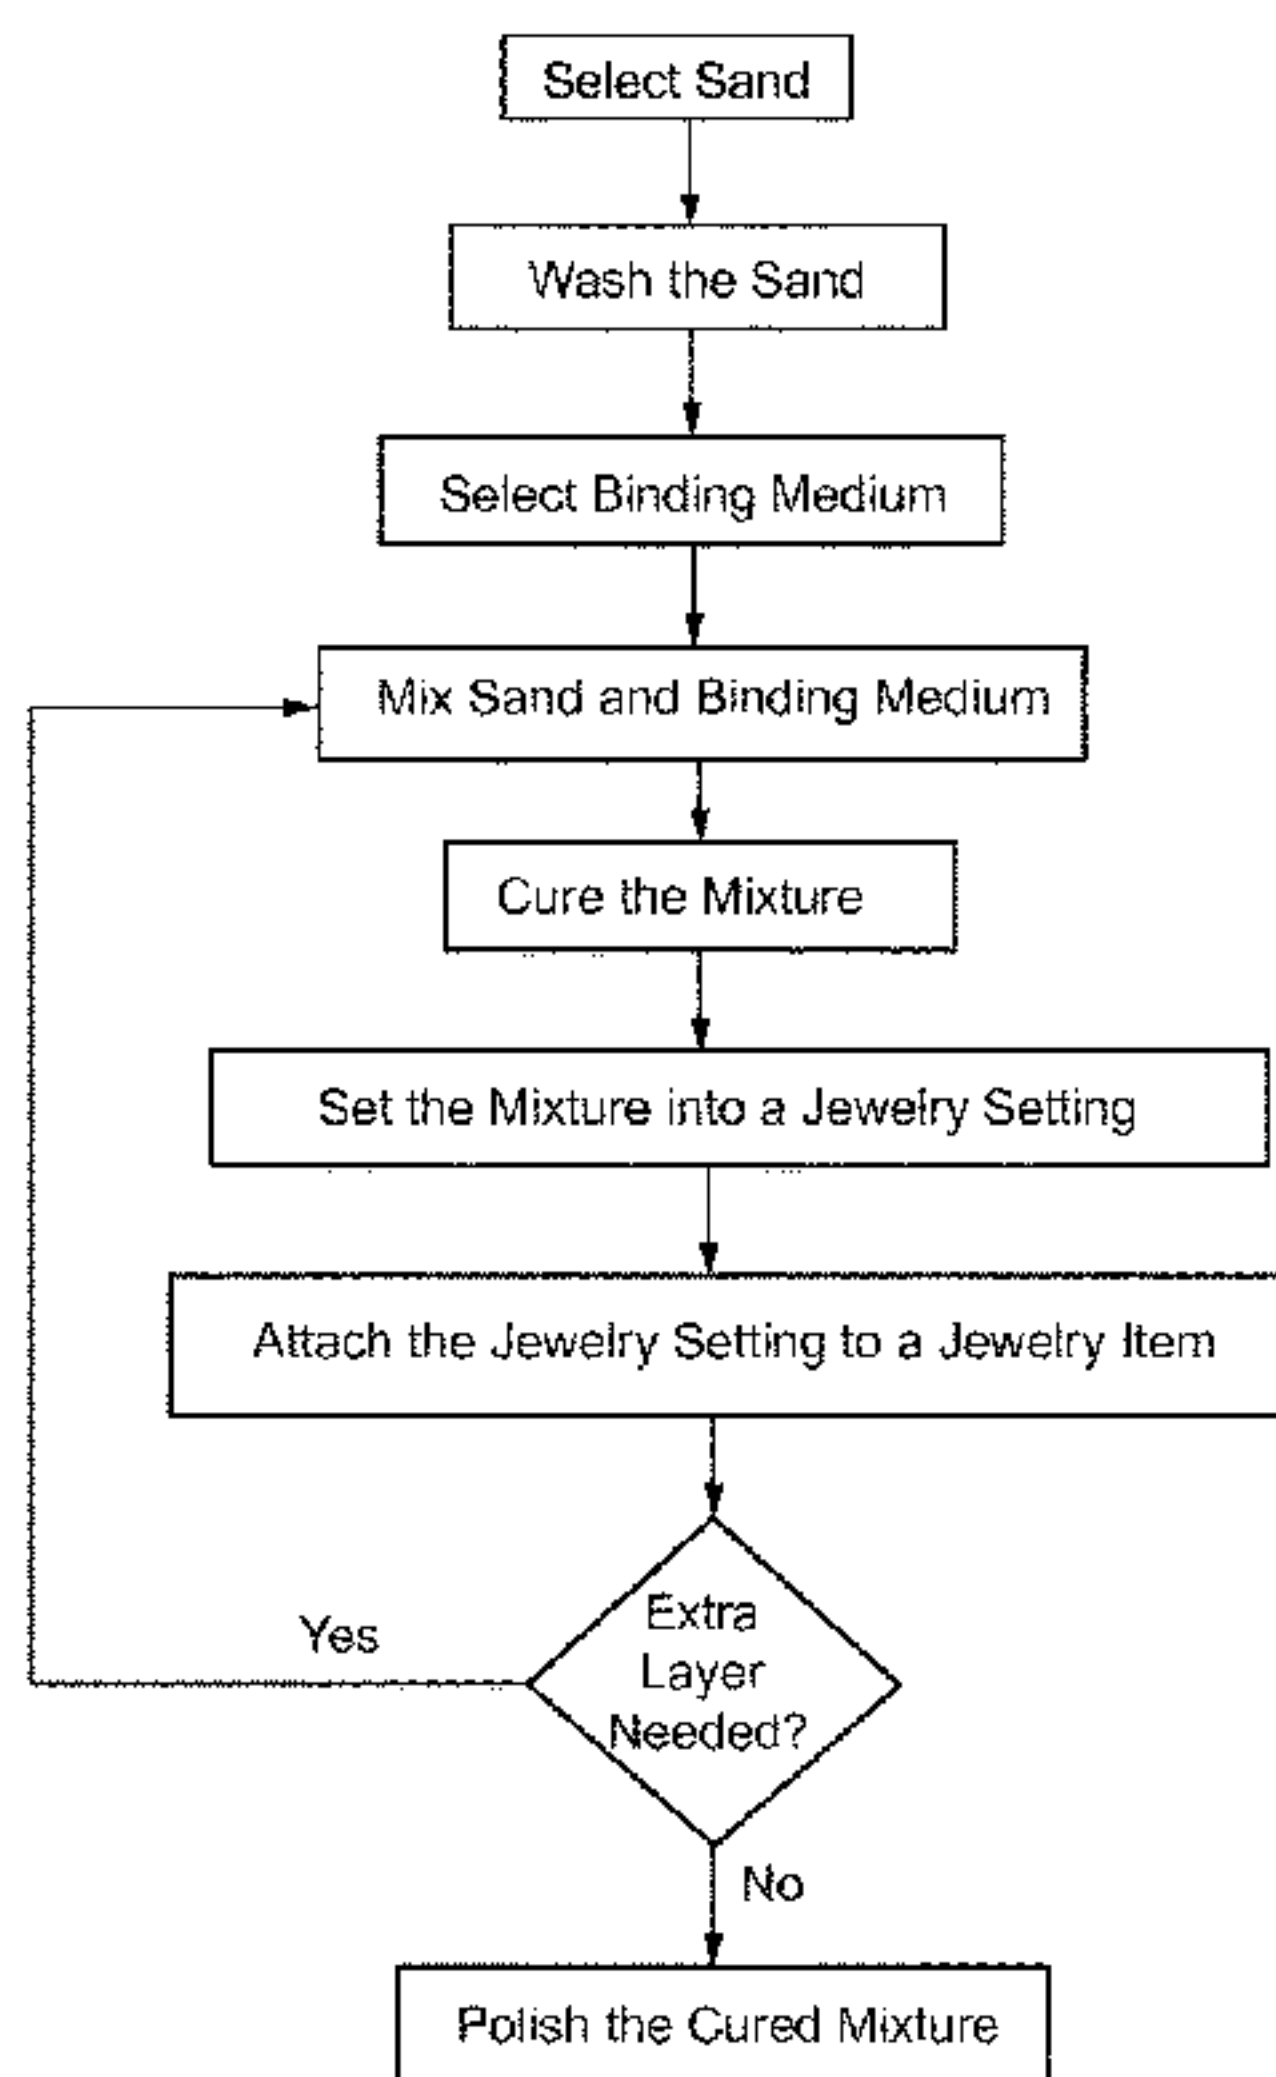 Select Sand
Wash the Sand
Select Binding Medium
Mix Sand and Binding Medium
Cure the Mixture
Set the Mixture into a Jewelry Setting
Attach the Jewelry Setting to a Jewelry Item
Extra
Layer
Needed?
Yes
No
Polish the Cured Mixture